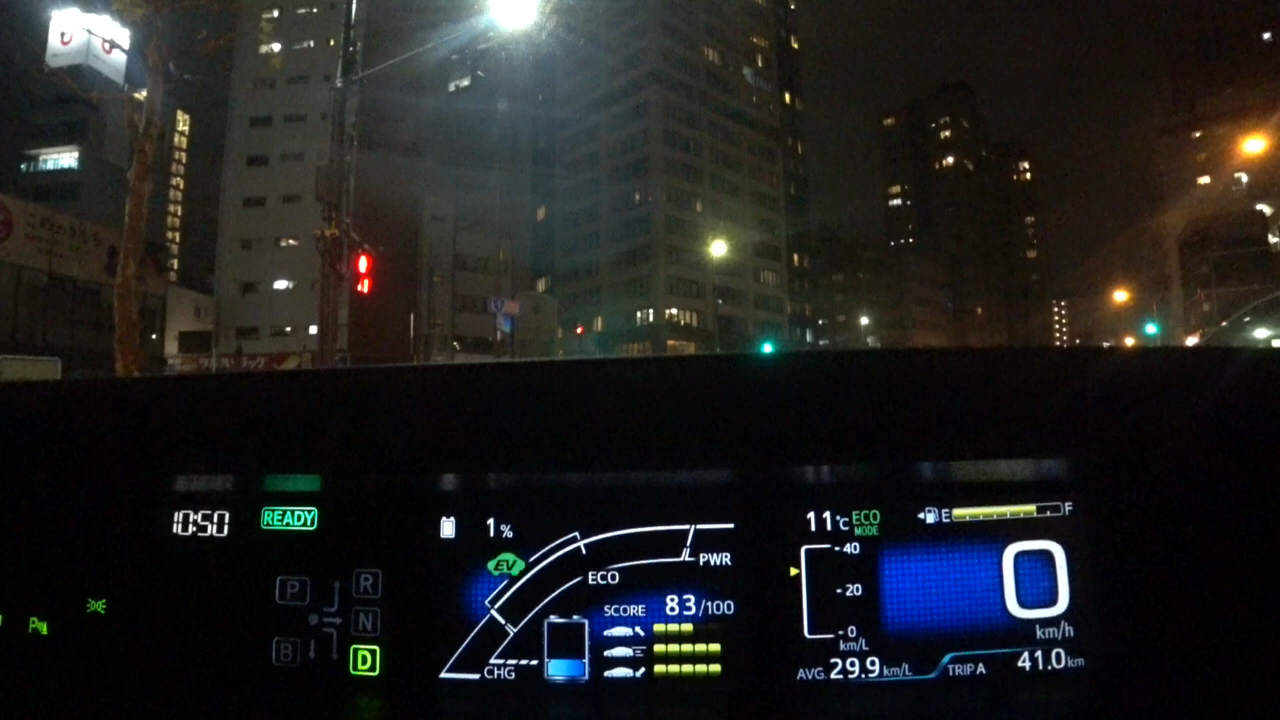 10:50
READY
P
R
N
B
D
1%
EV
ECO
PWR
CHG
SCORE 83/100
11°C
ECO
MODE
E
F
40
20
0
km/L
0
km/h
AVG. 29.9 km/L
TRIP A 41.0 km